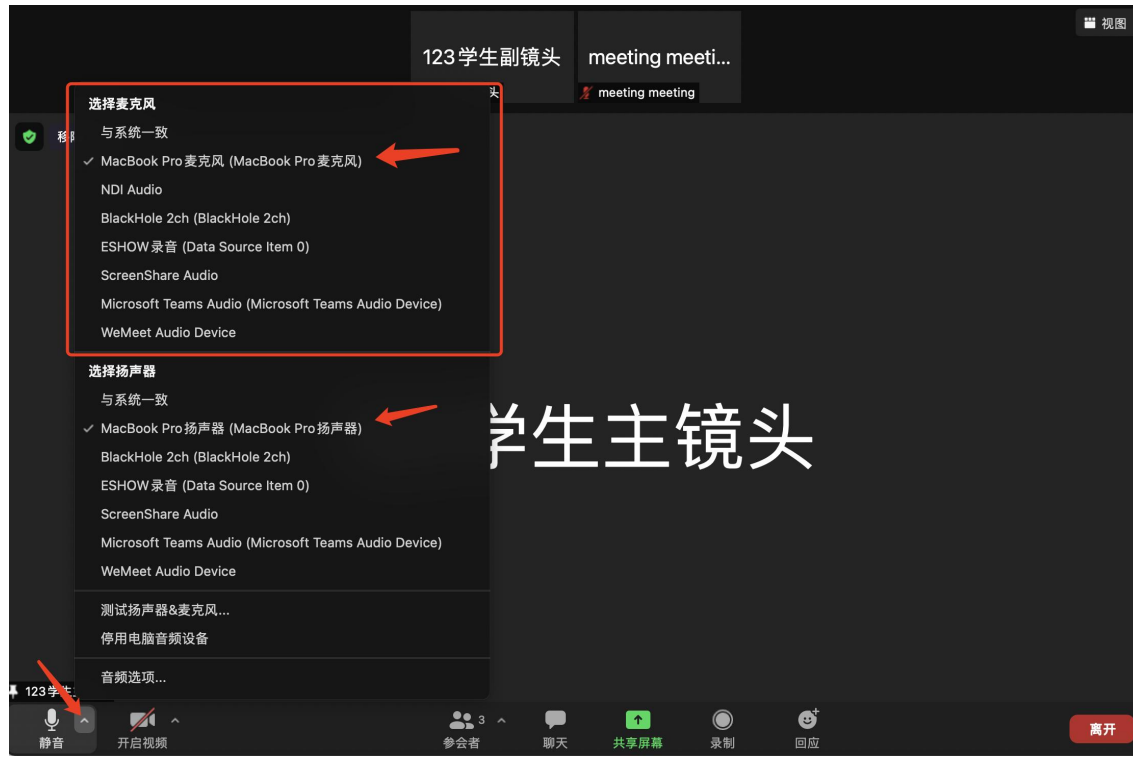 视图
123学生副镜头
meeting meeti...
头
meeting meeting
选择麦克风
与系统一致
MacBook Pro麦克风 (MacBook Pro麦克风)
NDI Audio
BlackHole 2ch (BlackHole 2ch)
ESHOW录音 (Data Source Item 0)
ScreenShare Audio
Microsoft Teams Audio (Microsoft Teams Audio Device)
WeMeet Audio Device
选择扬声器
与系统一致
MacBook Pro扬声器 (MacBook Pro扬声器)
BlackHole 2ch (BlackHole 2ch)
ESHOW录音 (Data Source Item 0)
ScreenShare Audio
Microsoft Teams Audio (Microsoft Teams Audio Device)
WeMeet Audio Device
测试扬声器&麦克风...
停用电脑音频设备
音频选项...
学生主镜头
123学生
静音
开启视频
3
参会者
聊天
共享屏幕
录制
回应
离开